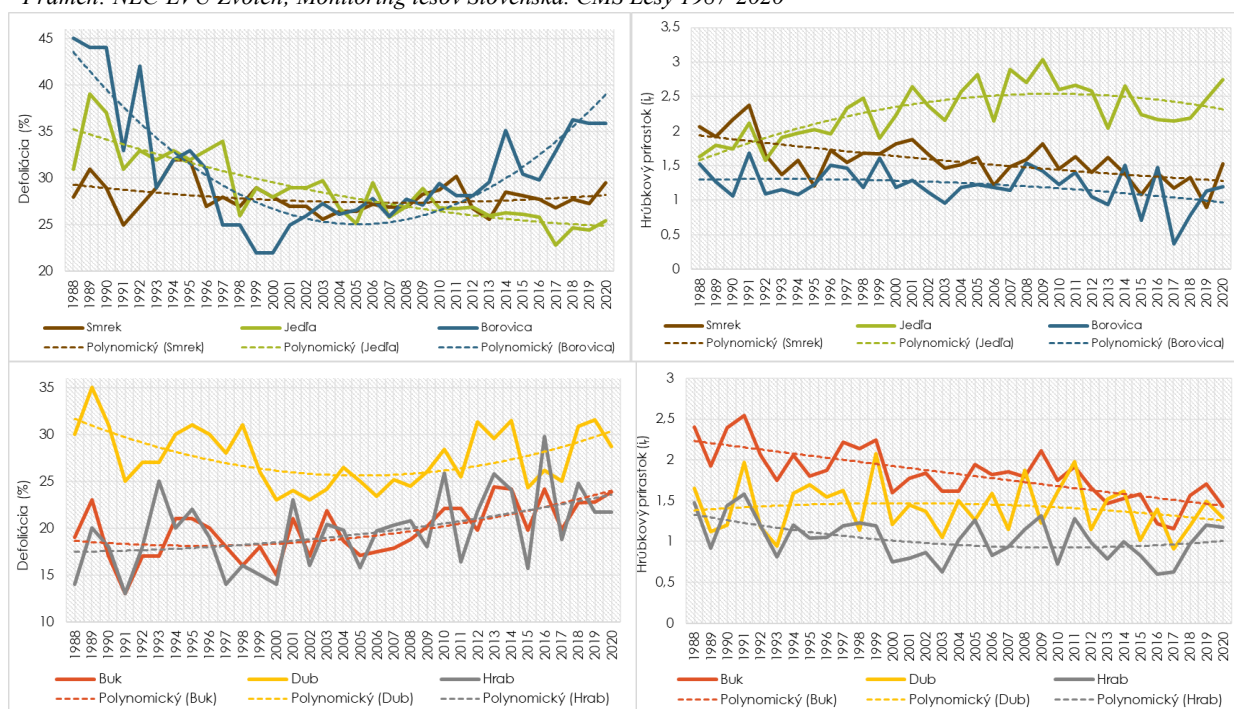 Prameň: NLC-LVÚ Zvolen, Monitoring lesov Slovenska. ČMS Lesy 1987-2020
Defoliácia (%)
45
40
35
30
25
20
1988 1989 1990 1991 1992 1993 1994 1995 1996 1997 1998 1999 2000 2001 2002 2003 2004 2005 2006 2007 2008 2009 2010 2011 2012 2013 2014 2015 2016 2017 2018 2019 2020
Smrek Jedľa Borovica
Polynomický (Smrek) Polynomický (Jedľa) Polynomický (Borovica)
Hrúbkový prírastok (iᵣ)
3.5
3
2.5
2
1.5
1
0.5
0
1988 1989 1990 1991 1992 1993 1994 1995 1996 1997 1998 1999 2000 2001 2002 2003 2004 2005 2006 2007 2008 2009 2010 2011 2012 2013 2014 2015 2016 2017 2018 2019 2020
Smrek Jedľa Borovica
Polynomický (Smrek) Polynomický (Jedľa) Polynomický (Borovica)
Defoliácia (%)
35
30
25
20
15
10
1988 1989 1990 1991 1992 1993 1994 1995 1996 1997 1998 1999 2000 2001 2002 2003 2004 2005 2006 2007 2008 2009 2010 2011 2012 2013 2014 2015 2016 2017 2018 2019 2020
Buk Dub Hrab
Polynomický (Buk) Polynomický (Dub) Polynomický (Hrab)
Hrúbkový prírastok (iᵣ)
3
2.5
2
1.5
1
0.5
0
1988 1989 1990 1991 1992 1993 1994 1995 1996 1997 1998 1999 2000 2001 2002 2003 2004 2005 2006 2007 2008 2009 2010 2011 2012 2013 2014 2015 2016 2017 2018 2019 2020
Buk Dub Hrab
Polynomický (Buk) Polynomický (Dub) Polynomický (Hrab)